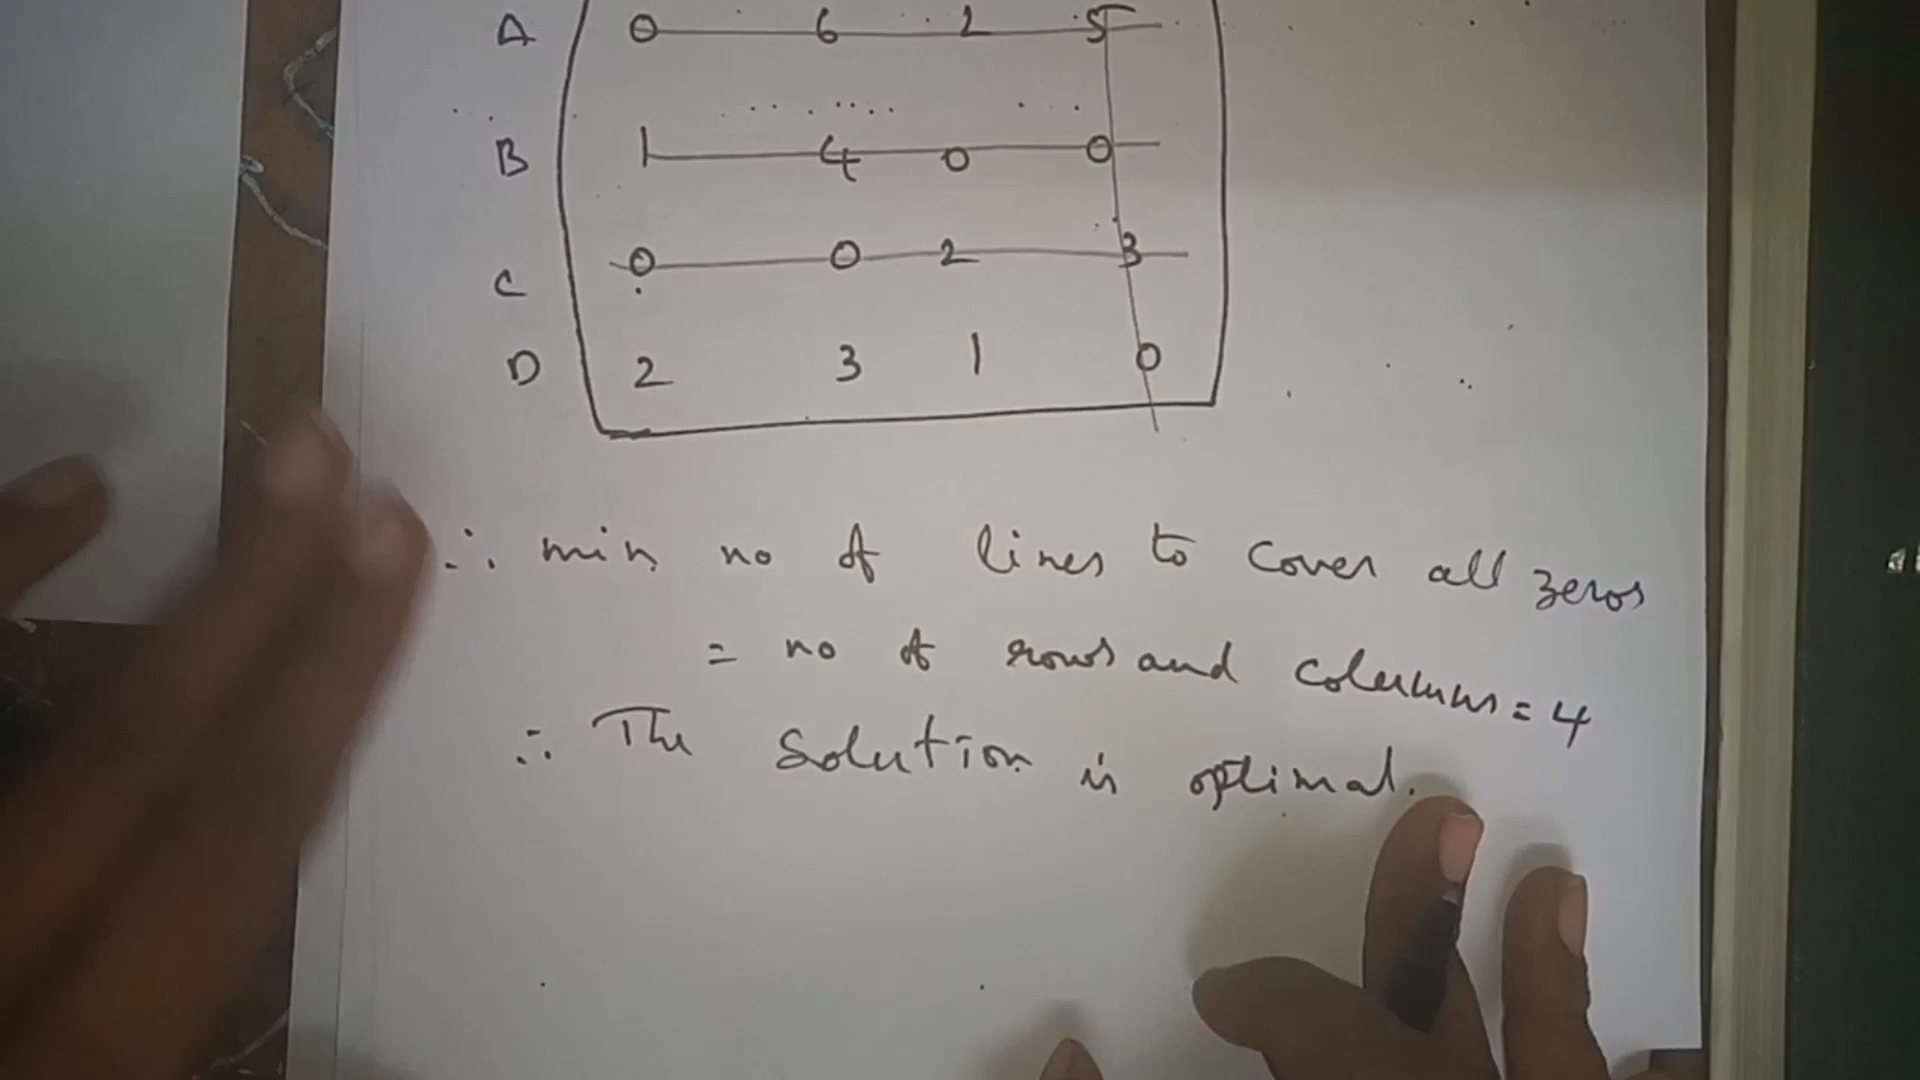 A 0 6 2 5
B 1 4 0 0
C 0 0 2 3
D 2 3 1 0
∴ min no of lines to cover all zeros
= no of rows and columns = 4
∴ The solution is optimal.